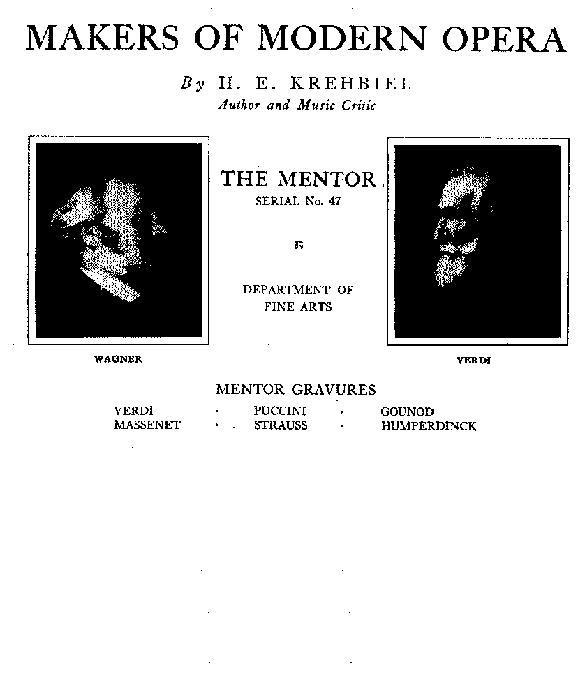 MAKERS OF MODERN OPERA
By H. E. KREHBIEL
Author and Music Critic
THE MENTOR
SERIAL No. 47
DEPARTMENT OF
FINE ARTS
WAGNER
VERDI
MENTOR GRAVURES
VERDI · PUCCINI · GOUNOD
MASSENET · STRAUSS · HUMPERDINCK